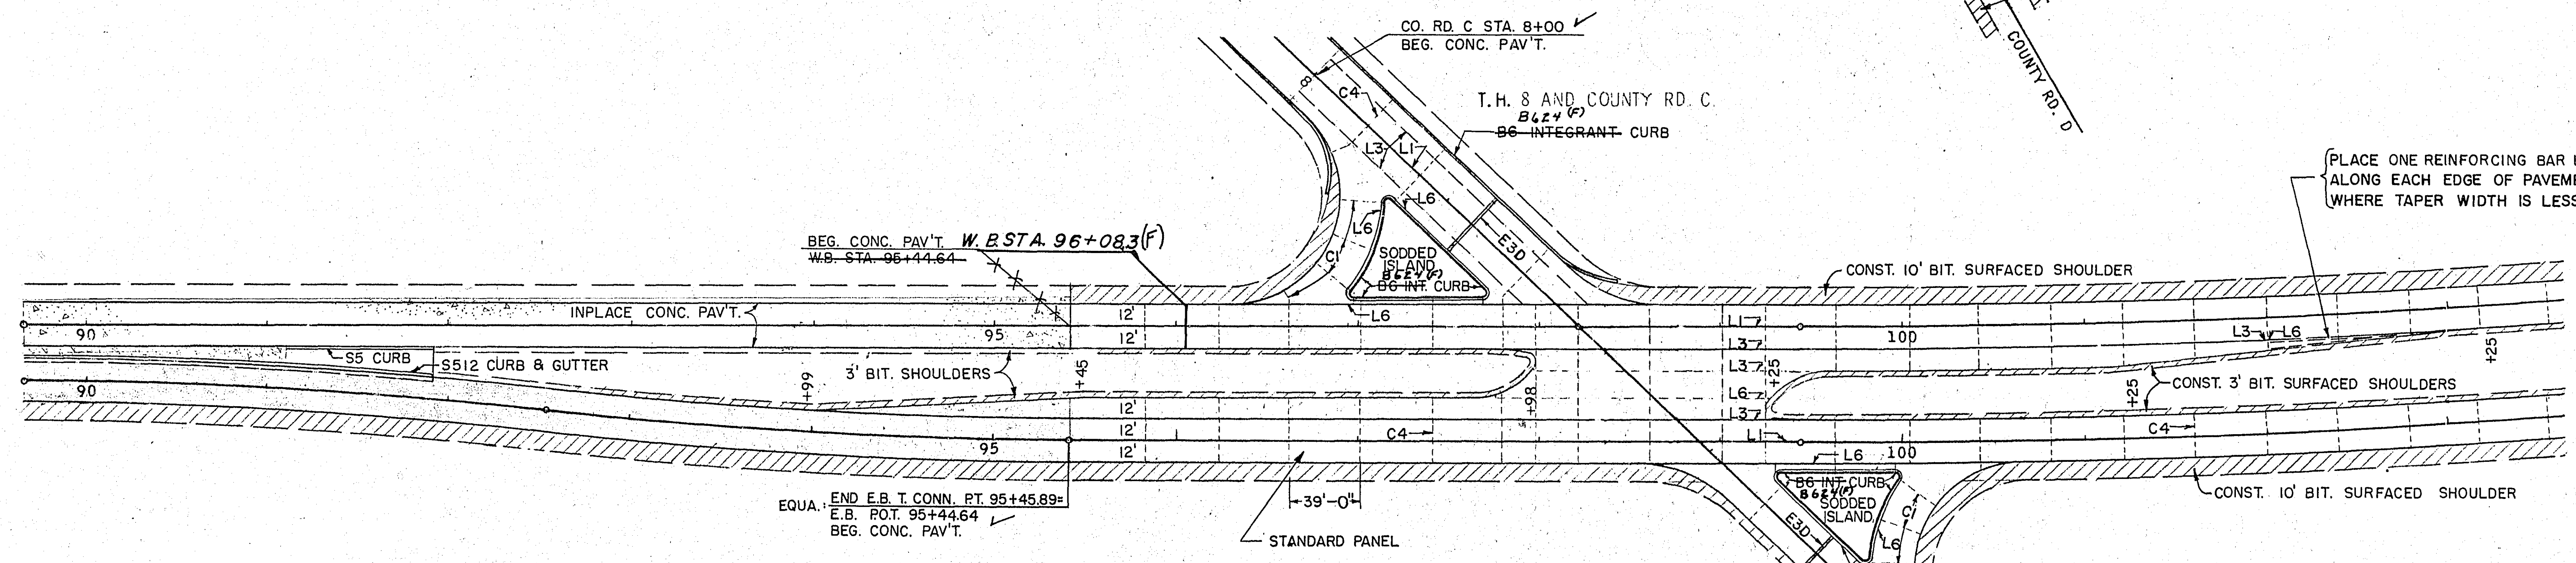 CO. RD. C STA. 8+00
BEG. CONC. PAV'T.
COUNTY RD. D
8
C4
T.H. 8 AND COUNTY RD. C.
B624 (F)
B6 INTEGRANT CURB
L3
L1
PLACE ONE REINFORCING BAR
ALONG EACH EDGE OF
WHERE TAPER WIDTH IS
L6
L6
C1
E3D
SODDED
ISLAND
B624 (F)
B6 INT. CURB
L6
BEG. CONC. PAV'T. W.B. STA. 96+08.3 (F)
W.B. STA. 95+44.64
CONST. 10' BIT. SURFACED SHOULDER
INPLACE CONC. PAV'T.
90
95
12'
12'
L1
L3
100
L3
L6
+25
S5 CURB
S512 CURB & GUTTER
3' BIT. SHOULDERS
+99
+45
+98
L3
+25
L6
L3
+25
CONST. 3' BIT. SURFACED SHOULDERS
90
95
12'
12'
12'
C4
L1
L6
100
C4
EQUA.: END E.B. T. CONN. P.T. 95+45.89=
E.B. P.O.T. 95+44.64
BEG. CONC. PAV'T.
39'-0"
STANDARD PANEL
B6 INT CURB
B624 (F)
SODDED
ISLAND
C1
L6
E3D
CONST. 10' BIT. SURFACED SHOULDER